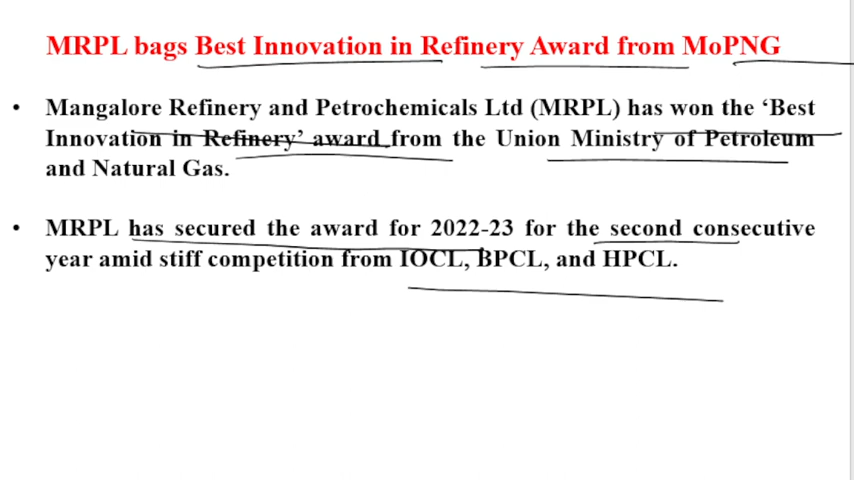 MRPL bags Best Innovation in Refinery Award from MoPNG
• Mangalore Refinery and Petrochemicals Ltd (MRPL) has won the ‘Best
Innovation in Refinery’ award from the Union Ministry of Petroleum
and Natural Gas.
• MRPL has secured the award for 2022-23 for the second consecutive
year amid stiff competition from IOCL, BPCL, and HPCL.